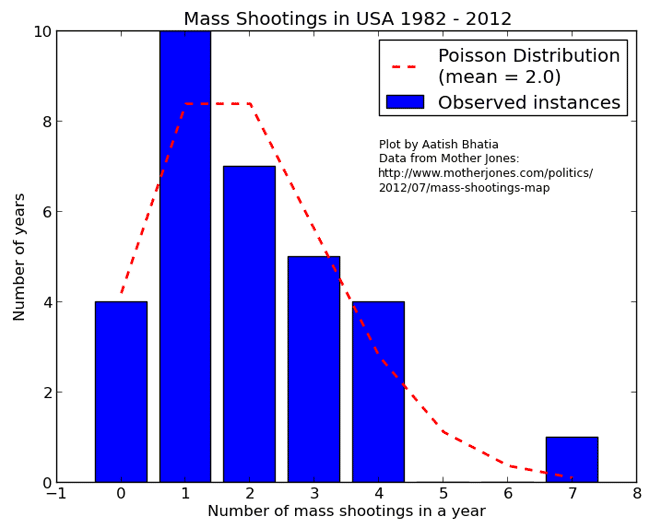 Mass Shootings in USA 1982 - 2012
Number of years
10
8
6
4
2
0
Poisson Distribution
(mean = 2.0)
Observed instances
Plot by Aatish Bhatia
Data from Mother Jones:
http://www.motherjones.com/politics/
2012/07/mass-shootings-map
−1 0 1 2 3 4 5 6 7 8
Number of mass shootings in a year